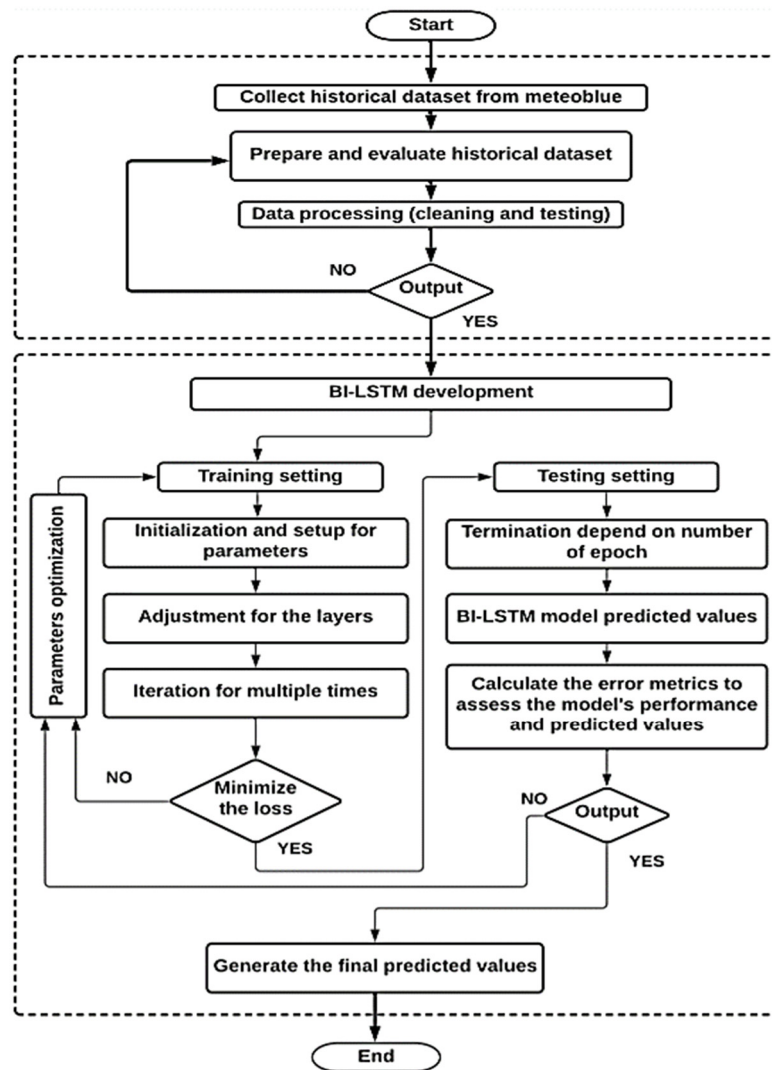 Start
Collect historical dataset from meteoblue
Prepare and evaluate historical dataset
Data processing (cleaning and testing)
NO
Output
YES
BI-LSTM development
Training setting
Initialization and setup for
parameters
Adjustment for the layers
Iteration for multiple times
Parameters optimization
NO
Minimize
the loss
YES
Testing setting
Termination depend on number
of epoch
BI-LSTM model predicted values
Calculate the error metrics to
assess the model's performance
and predicted values
NO
Output
YES
Generate the final predicted values
End